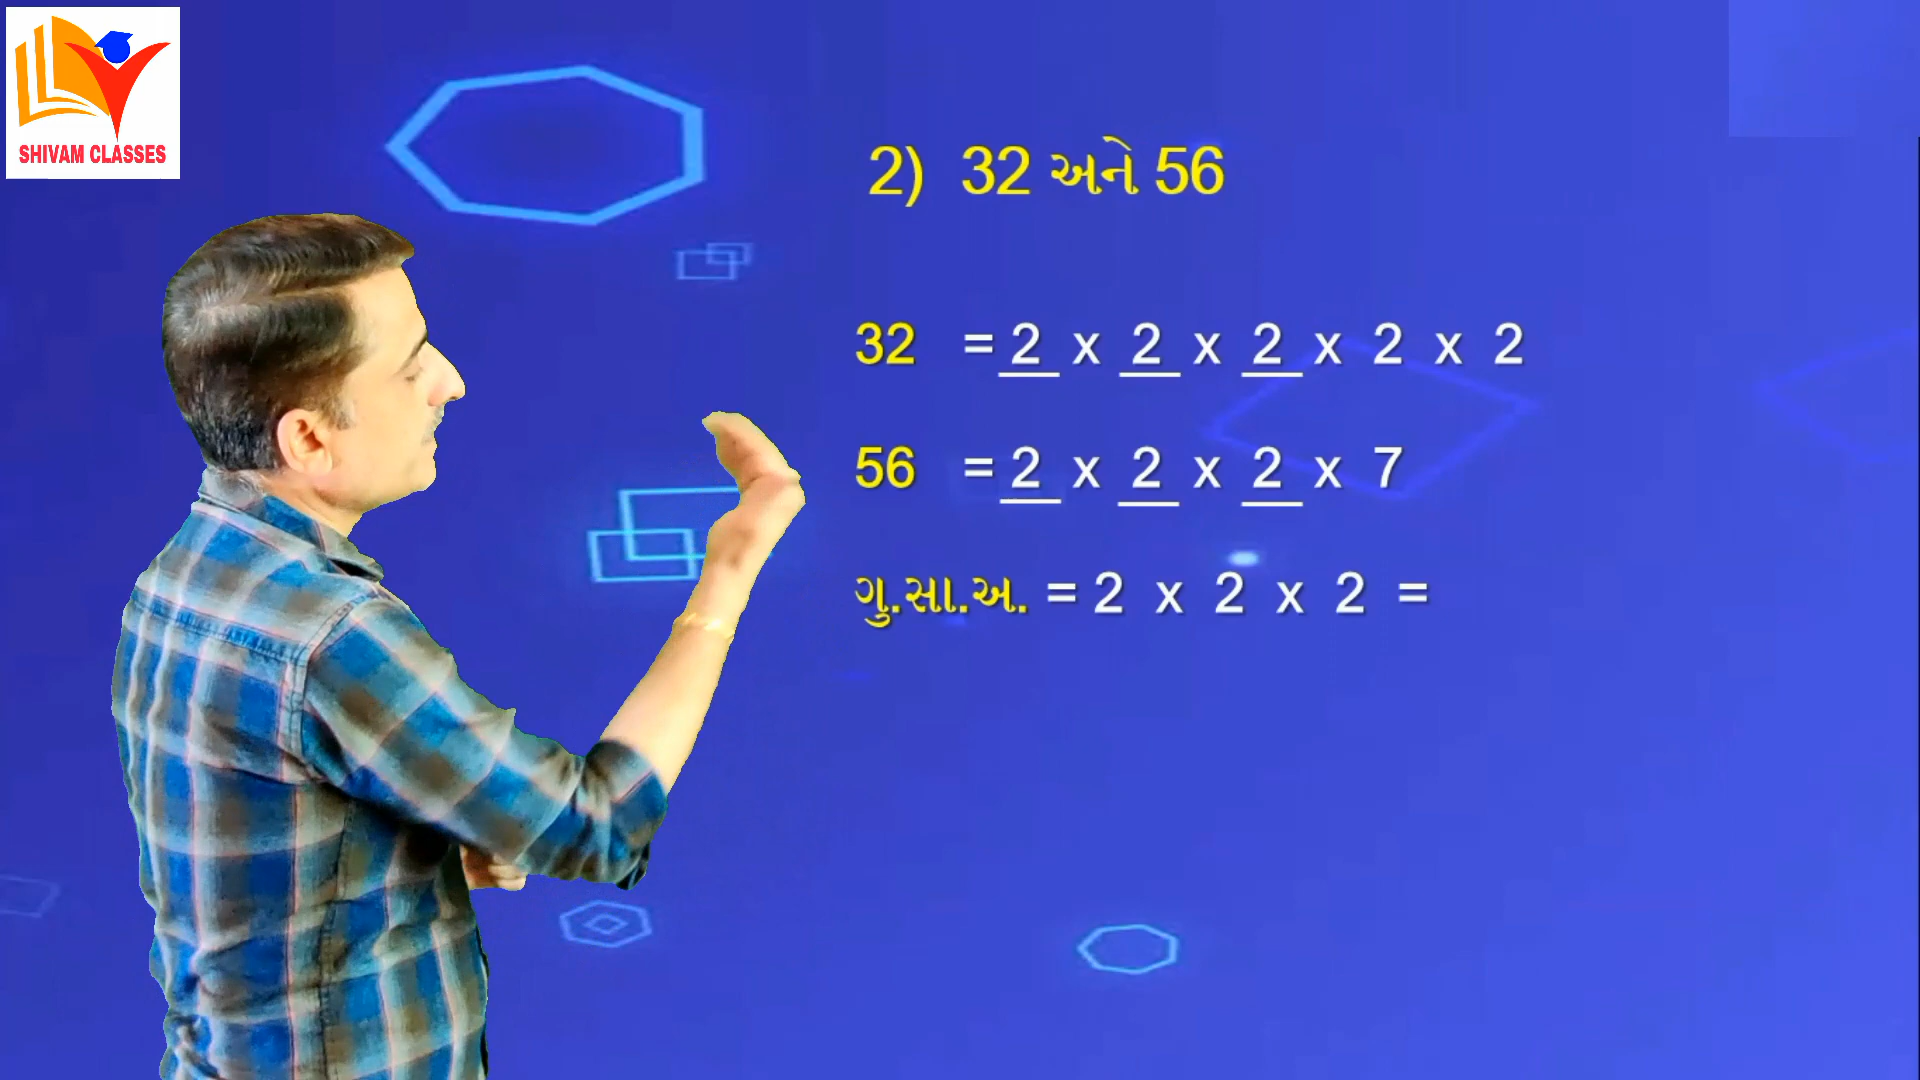 SHIVAM CLASSES
2) 32 અને 56
32 = 2 x 2 x 2 x 2 x 2
56 = 2 x 2 x 2 x 7
ગુ.સા.અ. = 2 x 2 x 2 =